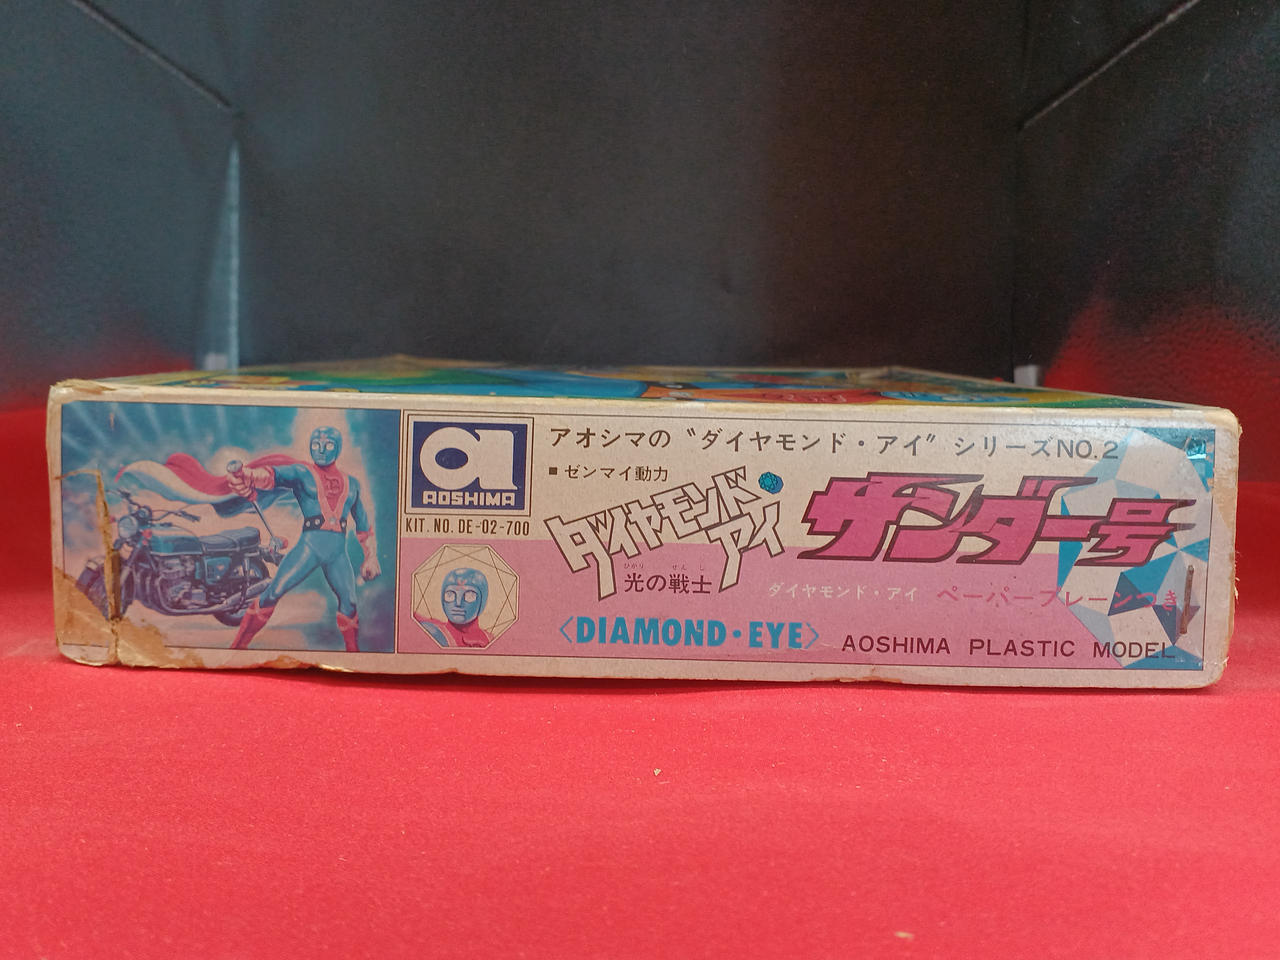 アオシマの〝ダイヤモンド・アイ〟シリーズNO.2
■ゼンマイ動力
AOSHIMA
KIT. NO. DE-02-700
ダイヤモンド・アイ
サンダー号
ひかり せんし
光の戦士
ダイヤモンド・アイ ペーパープレーンつき
〈DIAMOND・EYE〉
AOSHIMA PLASTIC MODEL